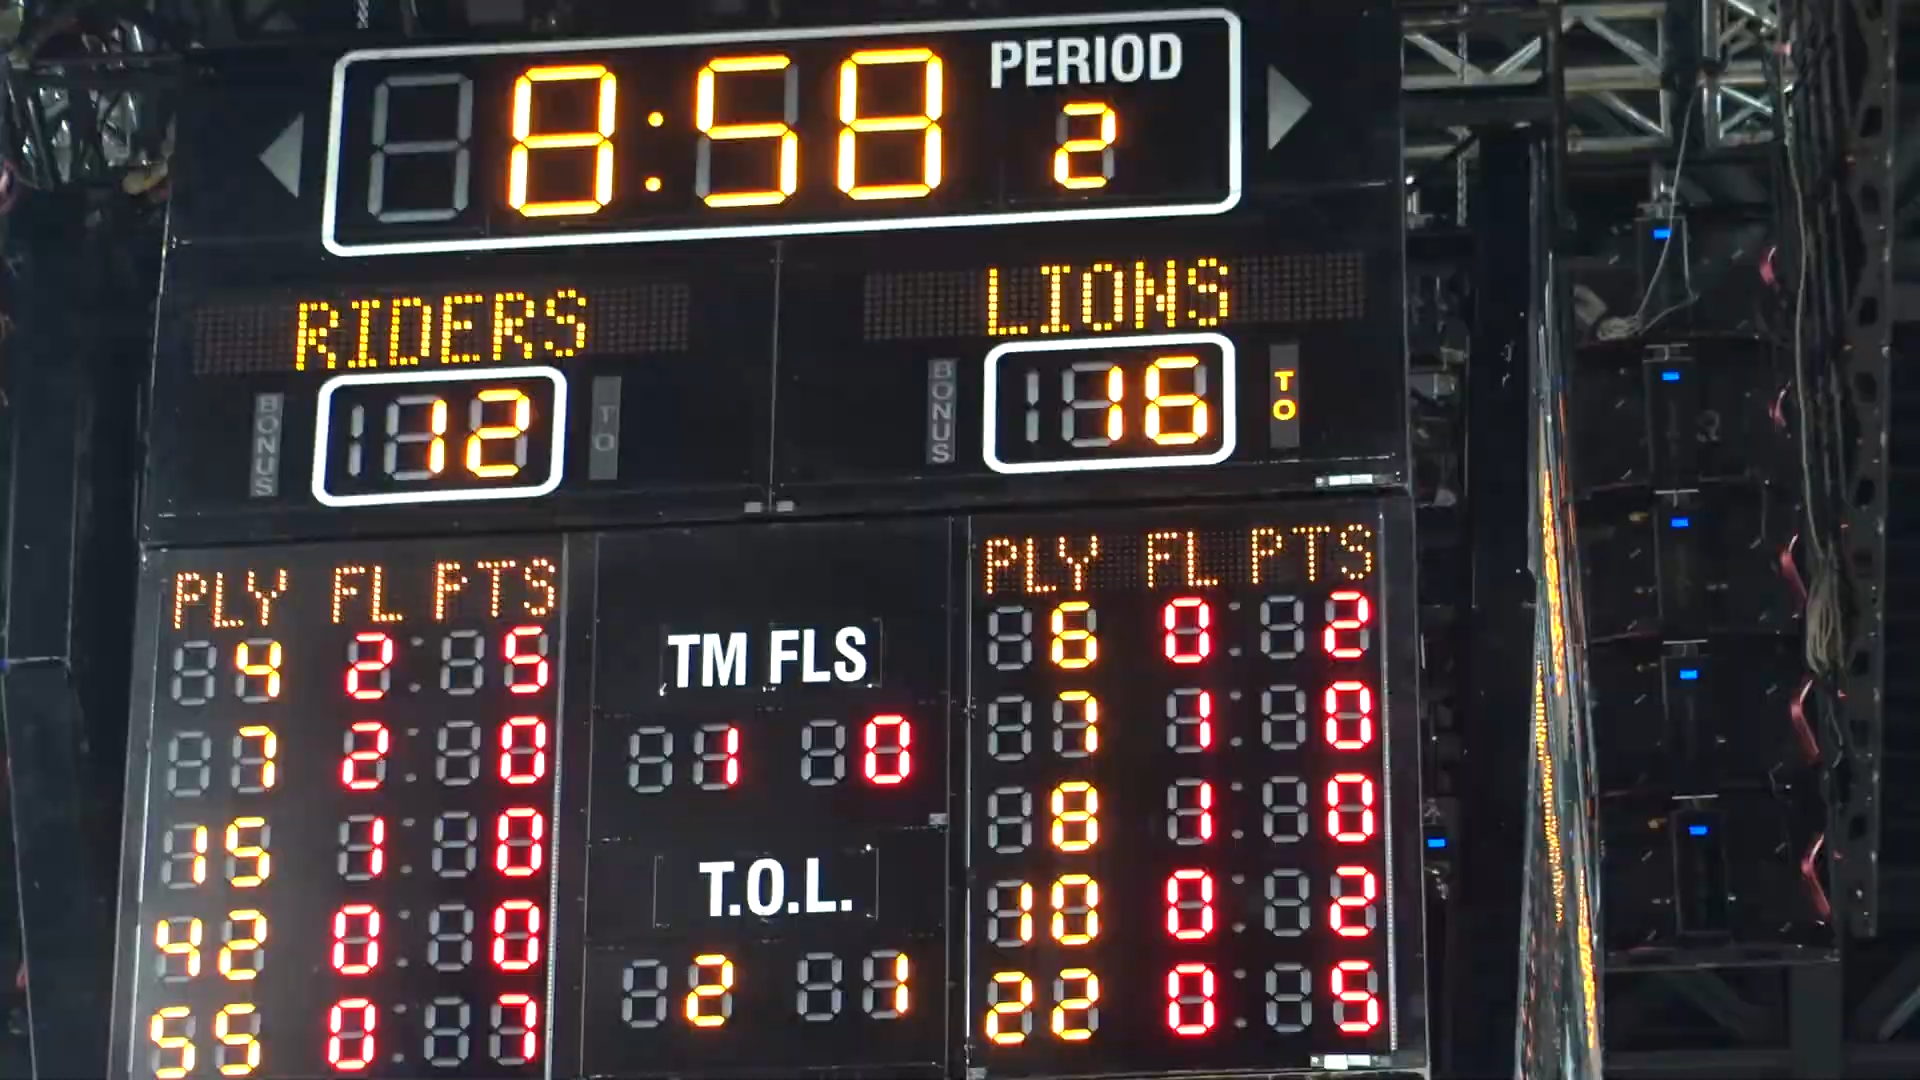 8:58 PERIOD 2
RIDERS LIONS
BONUS 12 TO BONUS 16 TO
PLY FL PTS PLY FL PTS
4 2 5 6 0 2
TM FLS
7 2 0 1 0 7 1 0
15 1 0 8 1 0
T.O.L.
42 0 0 10 0 2
55 0 7 2 1 22 0 5